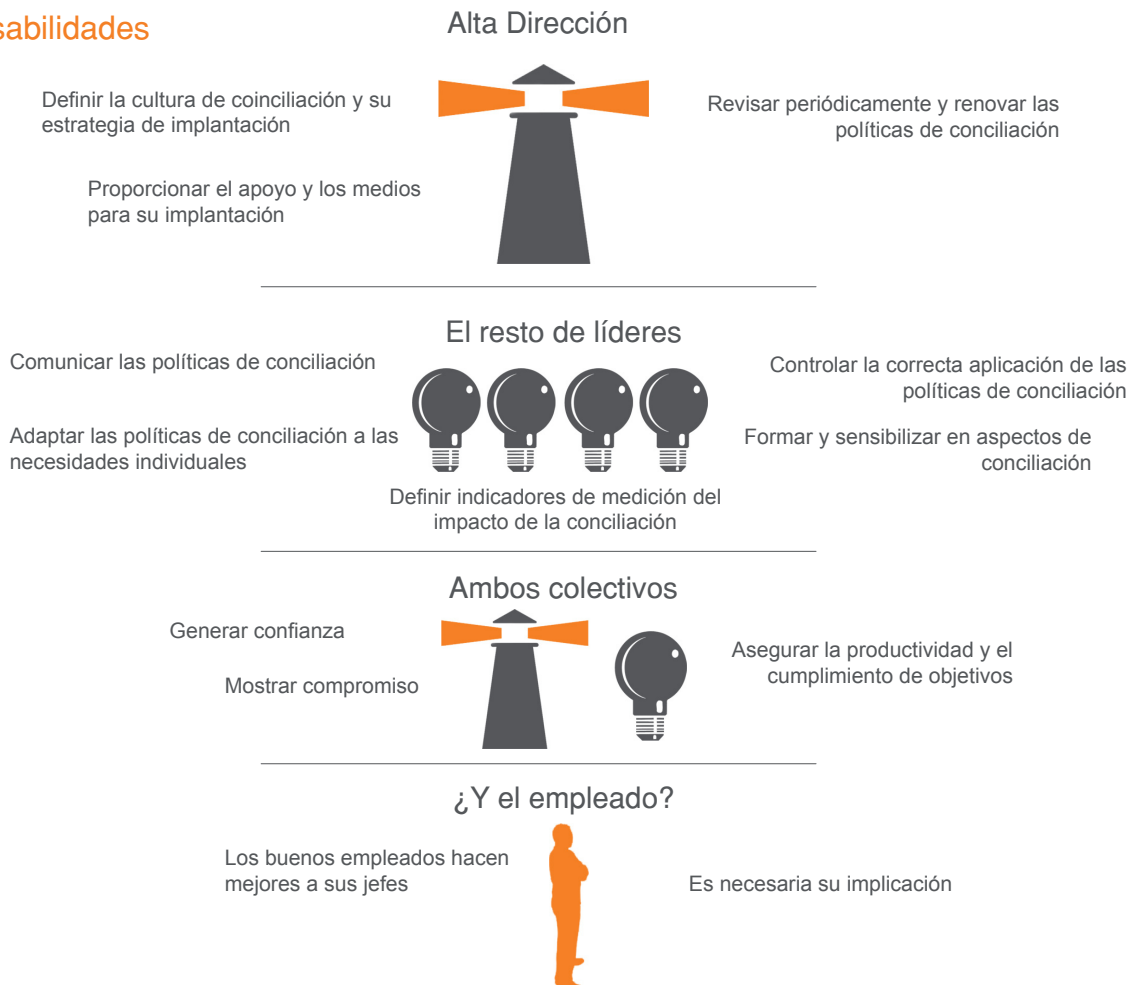 sabilidades
Alta Dirección
Definir la cultura de coinciliación y su
estrategia de implantación
Revisar periódicamente y renovar las
políticas de conciliación
Proporcionar el apoyo y los medios
para su implantación
El resto de líderes
Comunicar las políticas de conciliación
Controlar la correcta aplicación de las
políticas de conciliación
Adaptar las políticas de conciliación a las
necesidades individuales
Formar y sensibilizar en aspectos de
conciliación
Definir indicadores de medición del
impacto de la conciliación
Ambos colectivos
Generar confianza
Mostrar compromiso
Asegurar la productividad y el
cumplimiento de objetivos
¿Y el empleado?
Los buenos empleados hacen
mejores a sus jefes
Es necesaria su implicación